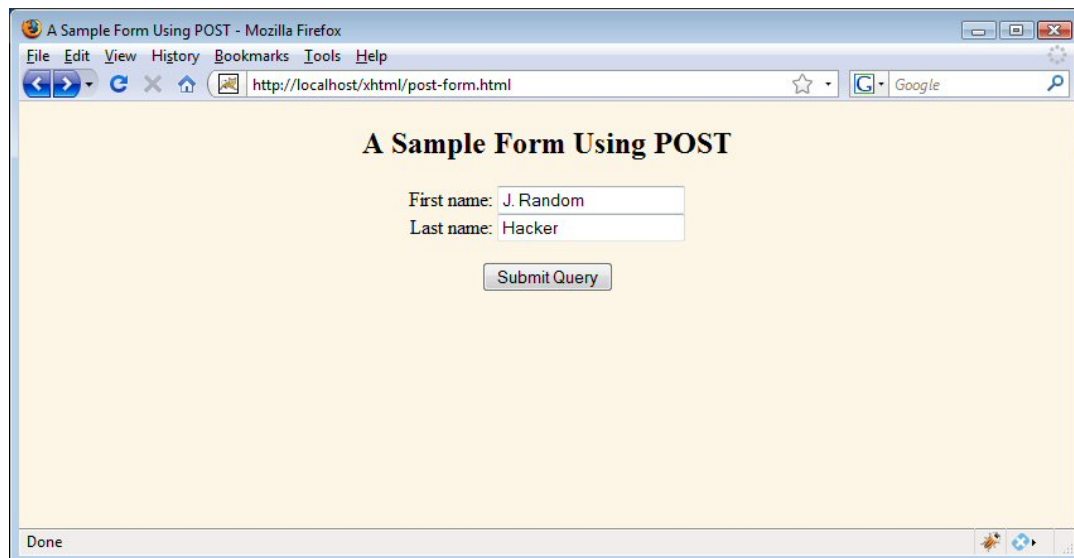 A Sample Form Using POST - Mozilla Firefox
File Edit View History Bookmarks Tools Help
http://localhost/xhtml/post-form.html G Google
A Sample Form Using POST
First name: J. Random
Last name: Hacker
Submit Query
Done